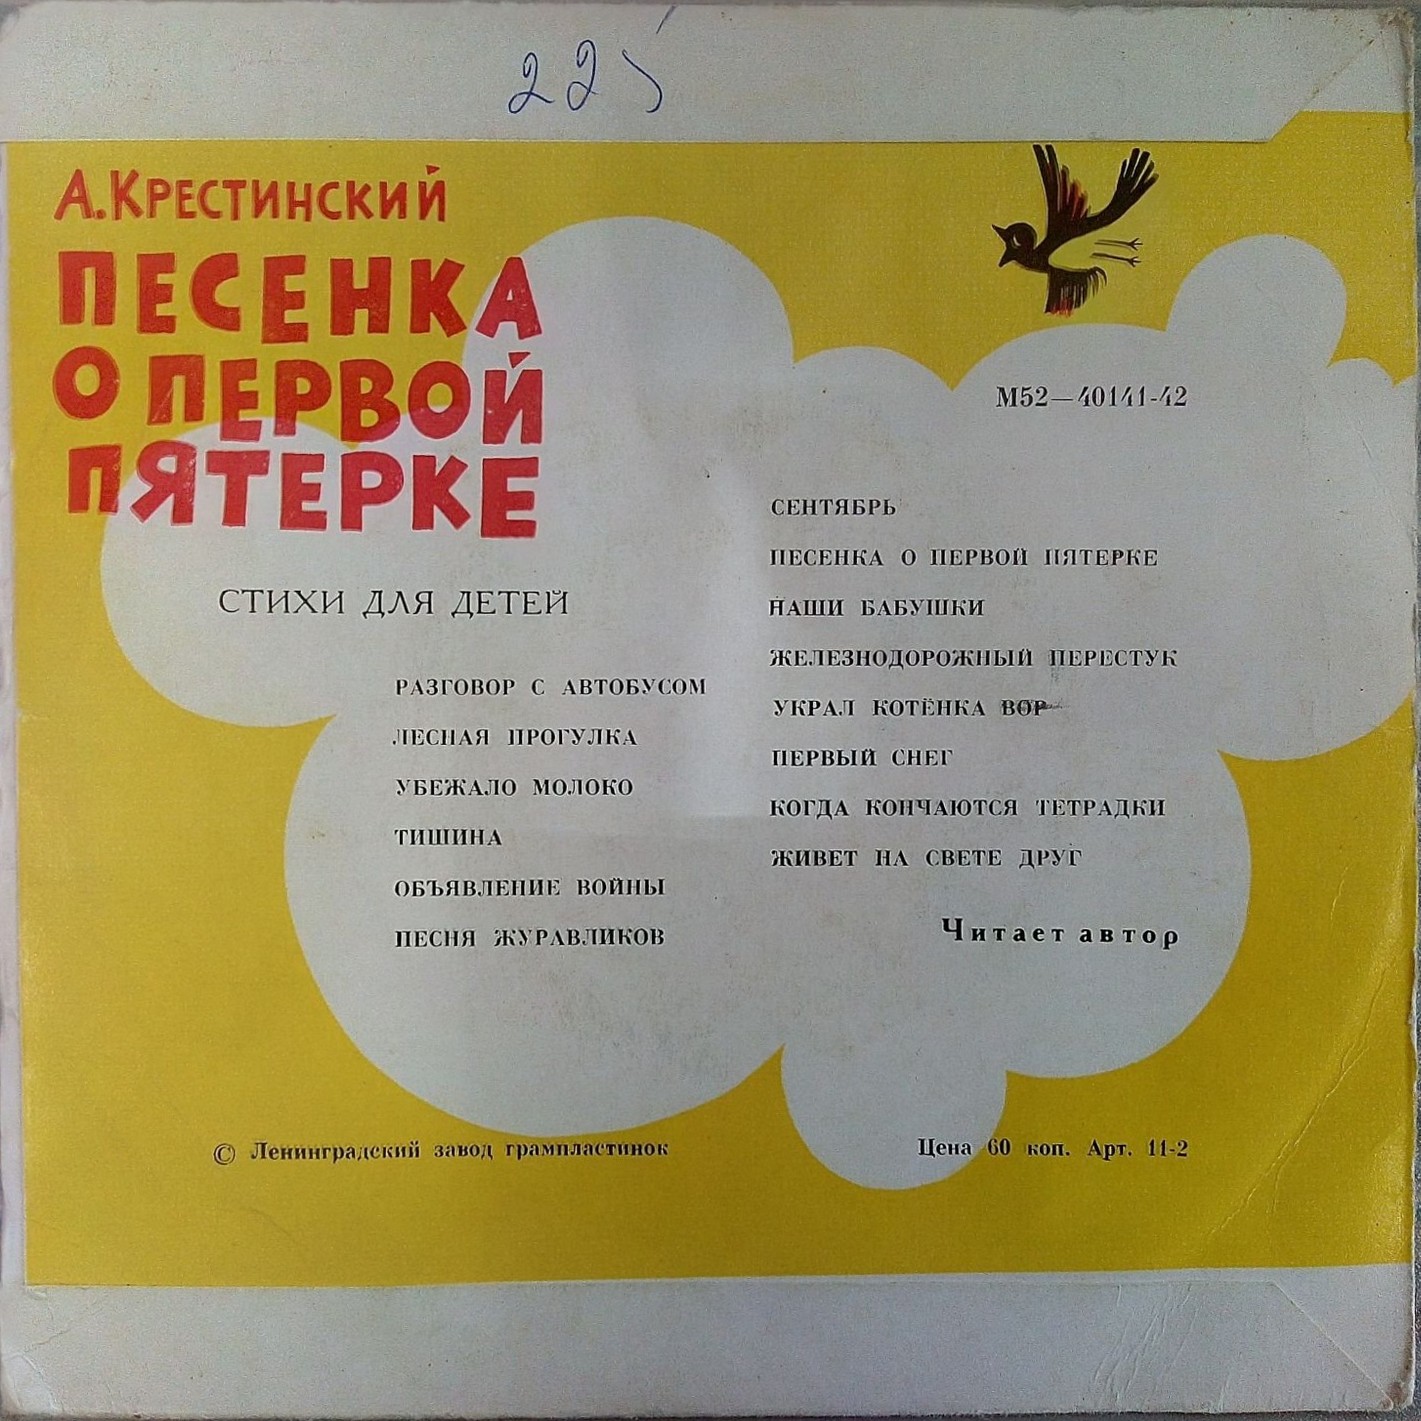 225
А. КРЕСТИНСКИЙ
ПЕСЕНКА
О ПЕРВОЙ
ПЯТЕРКЕ
СТИХИ ДЛЯ ДЕТЕЙ
РАЗГОВОР С АВТОБУСОМ
ЛЕСНАЯ ПРОГУЛКА
УБЕЖАЛО МОЛОКО
ТИШИНА
ОБЪЯВЛЕНИЕ ВОЙНЫ
ПЕСНЯ ЖУРАВЛИКОВ
М52—40141-42
СЕНТЯБРЬ
ПЕСЕНКА О ПЕРВОЙ ПЯТЕРКЕ
НАШИ БАБУШКИ
ЖЕЛЕЗНОДОРОЖНЫЙ ПЕРЕСТУК
УКРАЛ КОТЁНКА ВОР
ПЕРВЫЙ СНЕГ
КОГДА КОНЧАЮТСЯ ТЕТРАДКИ
ЖИВЕТ НА СВЕТЕ ДРУГ
Читает автор
© Ленинградский завод грампластинок
Цена 60 коп. Арт. 11-2